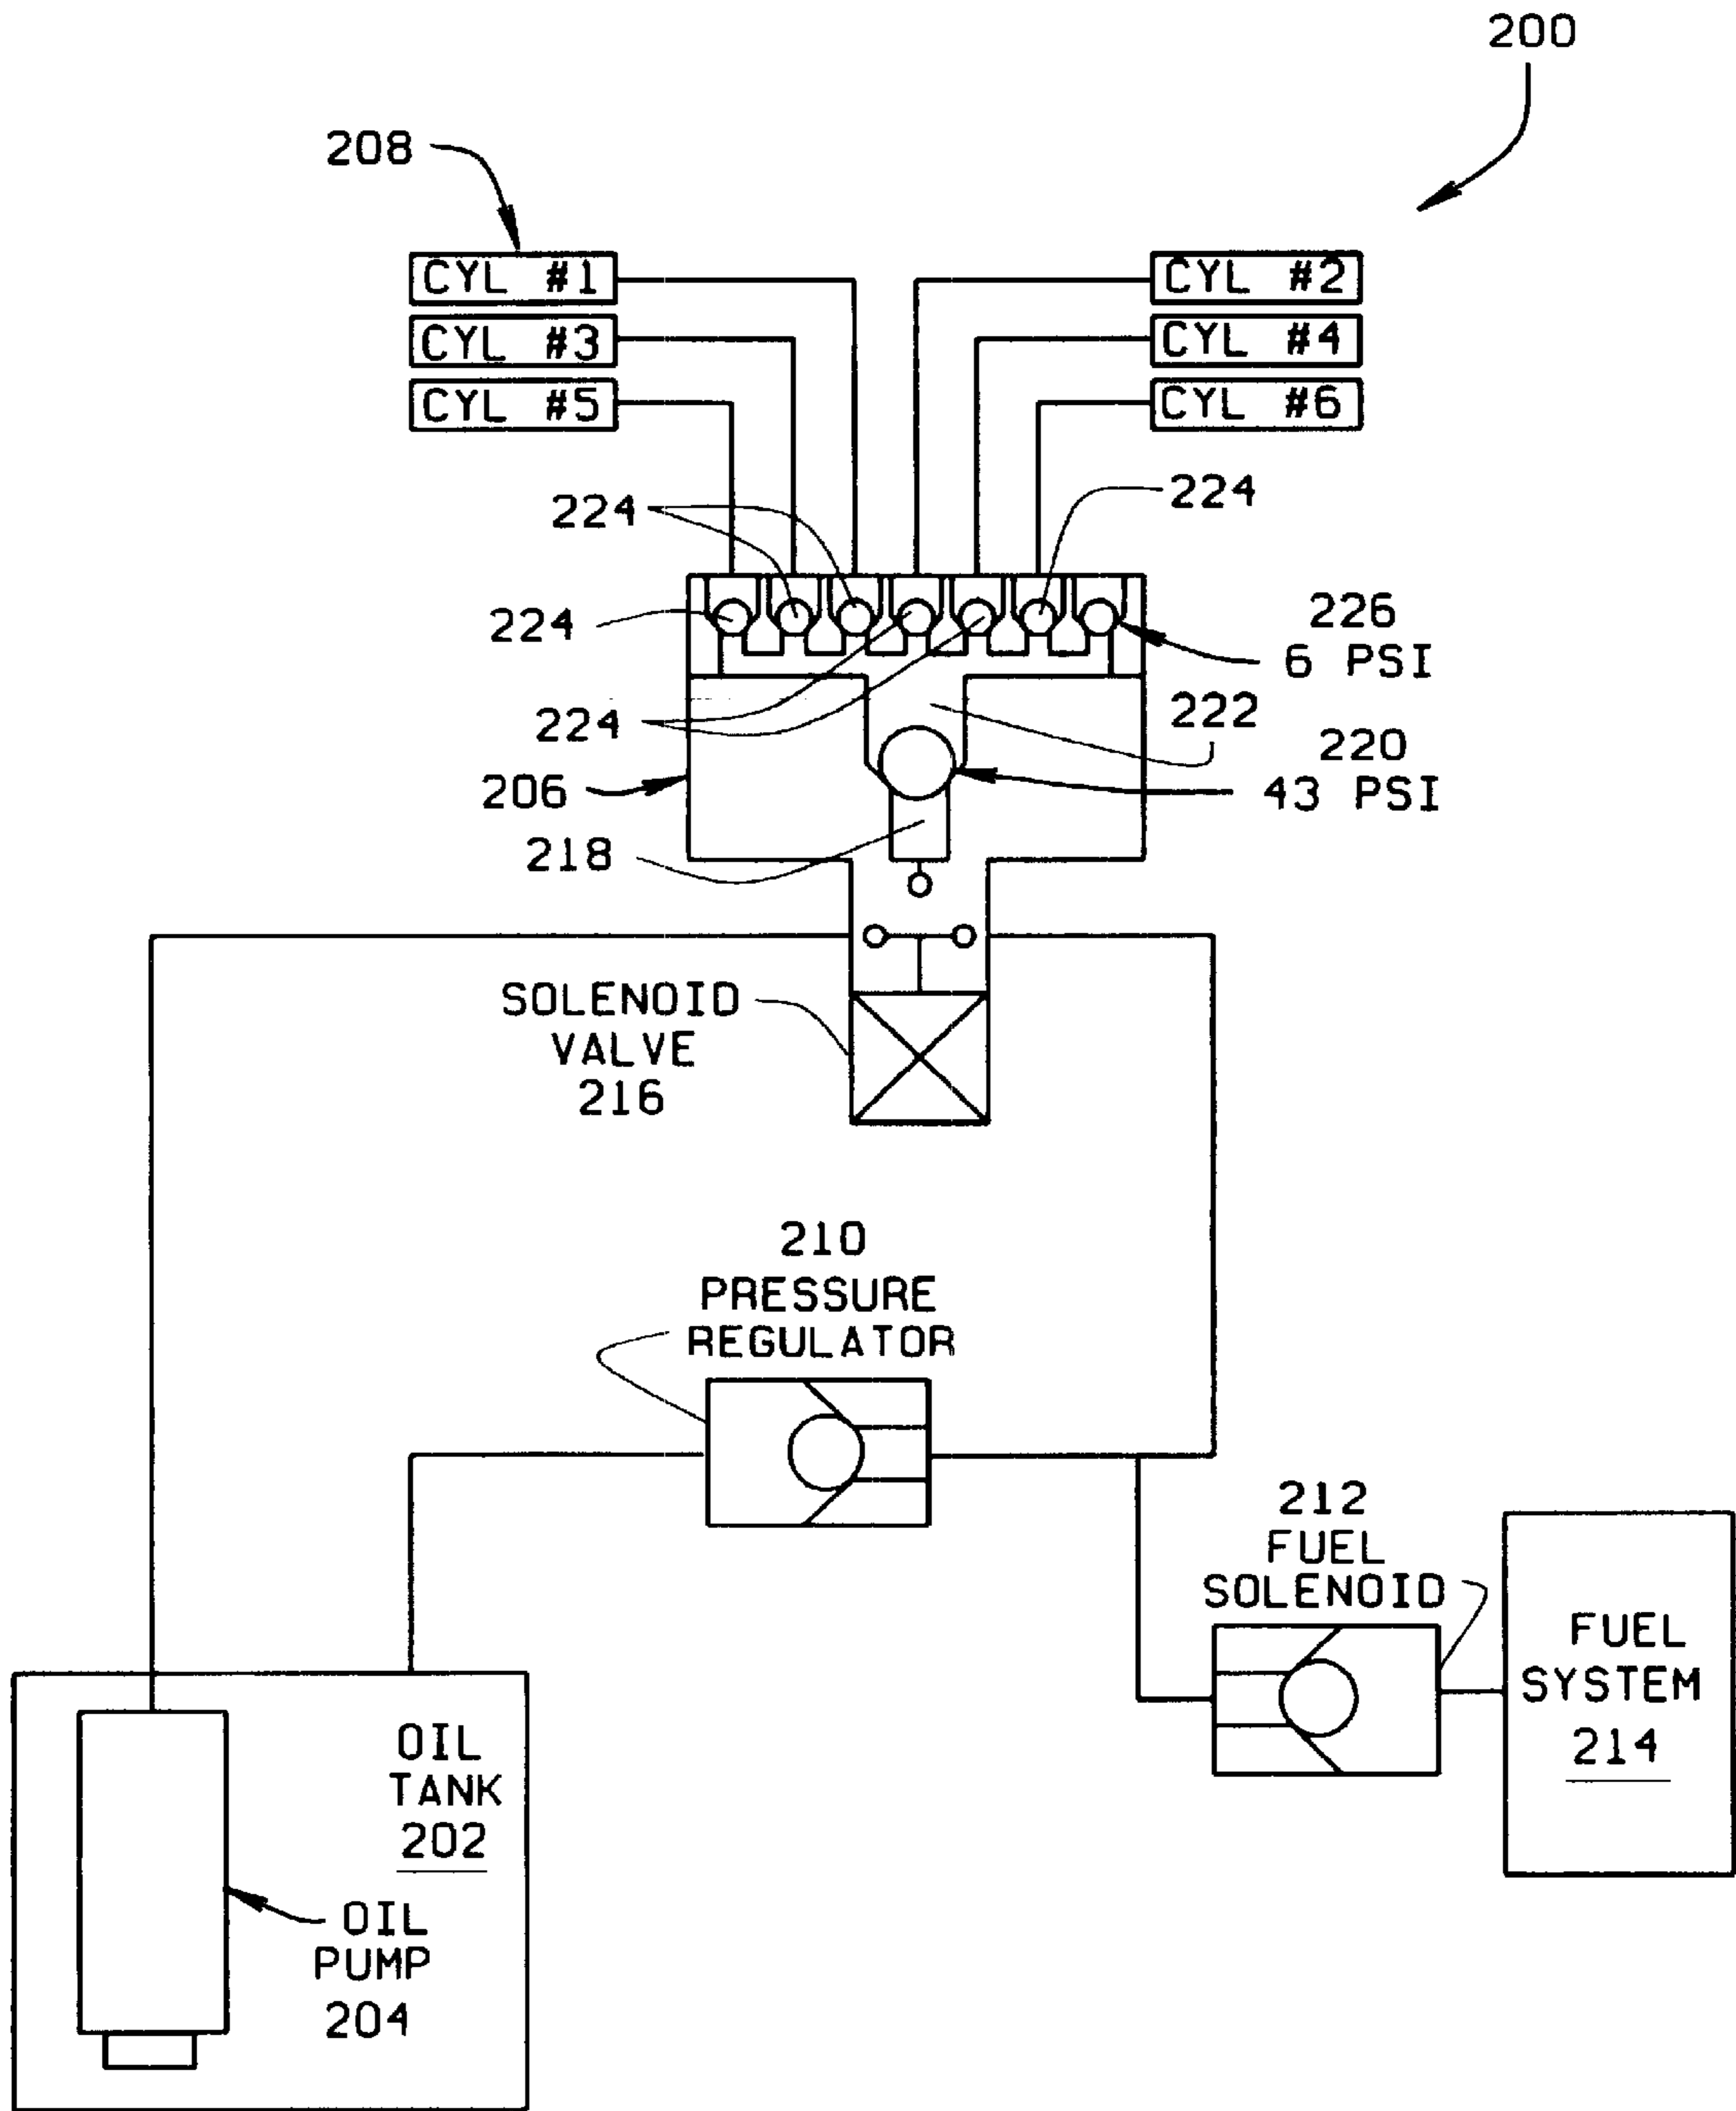 200
208
CYL #1
CYL #2
CYL #3
CYL #4
CYL #5
CYL #6
224
224
224
226
6 PSI
224
222
220
43 PSI
206
218
SOLENOID
VALVE
216
210
PRESSURE
REGULATOR
212
FUEL
SOLENOID
FUEL
SYSTEM
214
OIL
TANK
202
OIL
PUMP
204